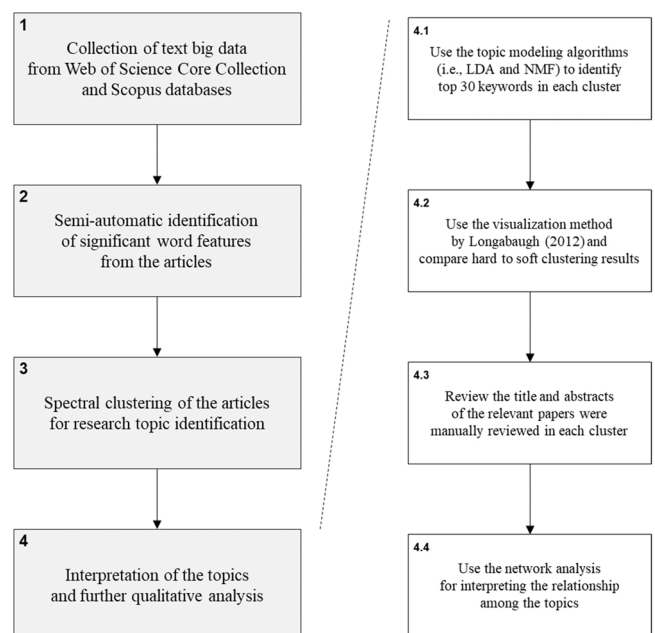 1
Collection of text big data
from Web of Science Core Collection
and Scopus databases
2
Semi-automatic identification
of significant word features
from the articles
3
Spectral clustering of the articles
for research topic identification
4
Interpretation of the topics
and further qualitative analysis
4.1
Use the topic modeling algorithms
(i.e., LDA and NMF) to identify
top 30 keywords in each cluster
4.2
Use the visualization method
by Longabaugh (2012) and
compare hard to soft clustering results
4.3
Review the title and abstracts
of the relevant papers were
manually reviewed in each cluster
4.4
Use the network analysis
for interpreting the relationship
among the topics